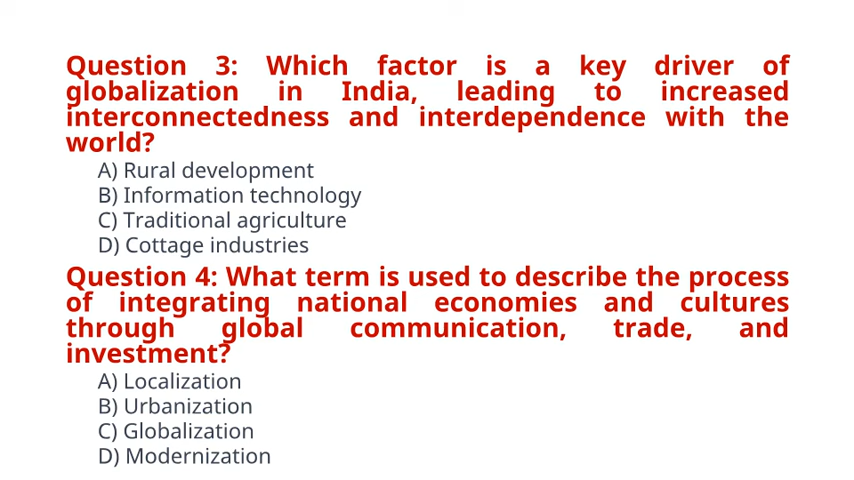 Question 3: Which factor is a key driver of
globalization in India, leading to increased
interconnectedness and interdependence with the
world?
A) Rural development
B) Information technology
C) Traditional agriculture
D) Cottage industries
Question 4: What term is used to describe the process
of integrating national economies and cultures
through global communication, trade, and
investment?
A) Localization
B) Urbanization
C) Globalization
D) Modernization